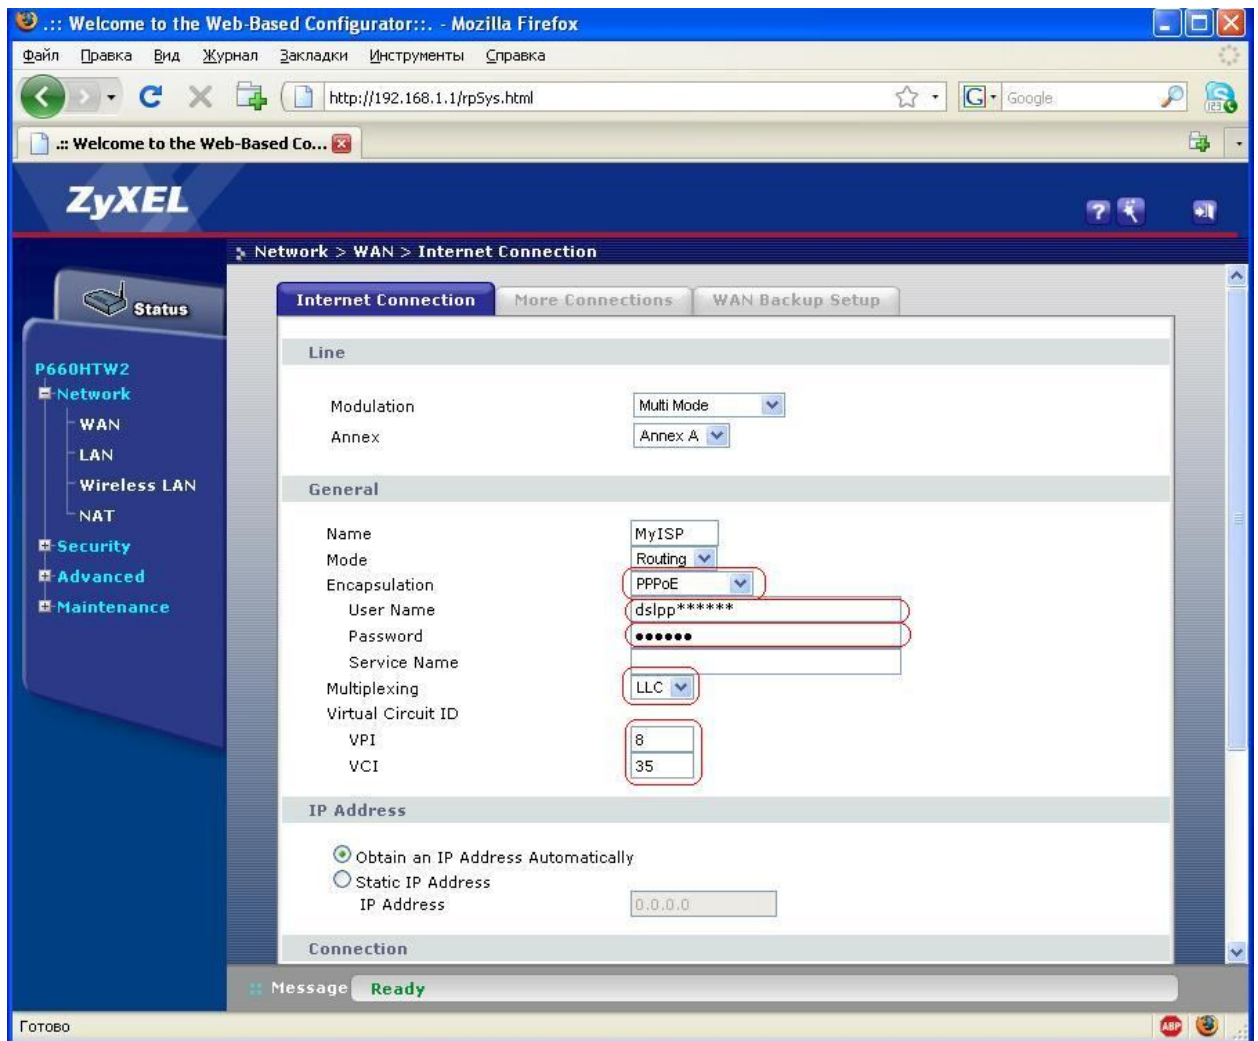 .:: Welcome to the Web-Based Configurator::. - Mozilla Firefox
Файл Правка Вид Журнал Закладки Инструменты Справка
http://192.168.1.1/rpSys.html
G Google
.:: Welcome to the Web-Based Co...
ZyXEL
Network > WAN > Internet Connection
Status
P660HTW2
Network
WAN
LAN
Wireless LAN
NAT
Security
Advanced
Maintenance
Internet Connection More Connections WAN Backup Setup
Line
Modulation Multi Mode
Annex Annex A
General
Name MyISP
Mode Routing
Encapsulation PPPoE
User Name dslpp******
Password ●●●●●●
Service Name
Multiplexing LLC
Virtual Circuit ID
VPI 8
VCI 35
IP Address
Obtain an IP Address Automatically
Static IP Address
IP Address 0.0.0.0
Connection
Message Ready
Готово ABP